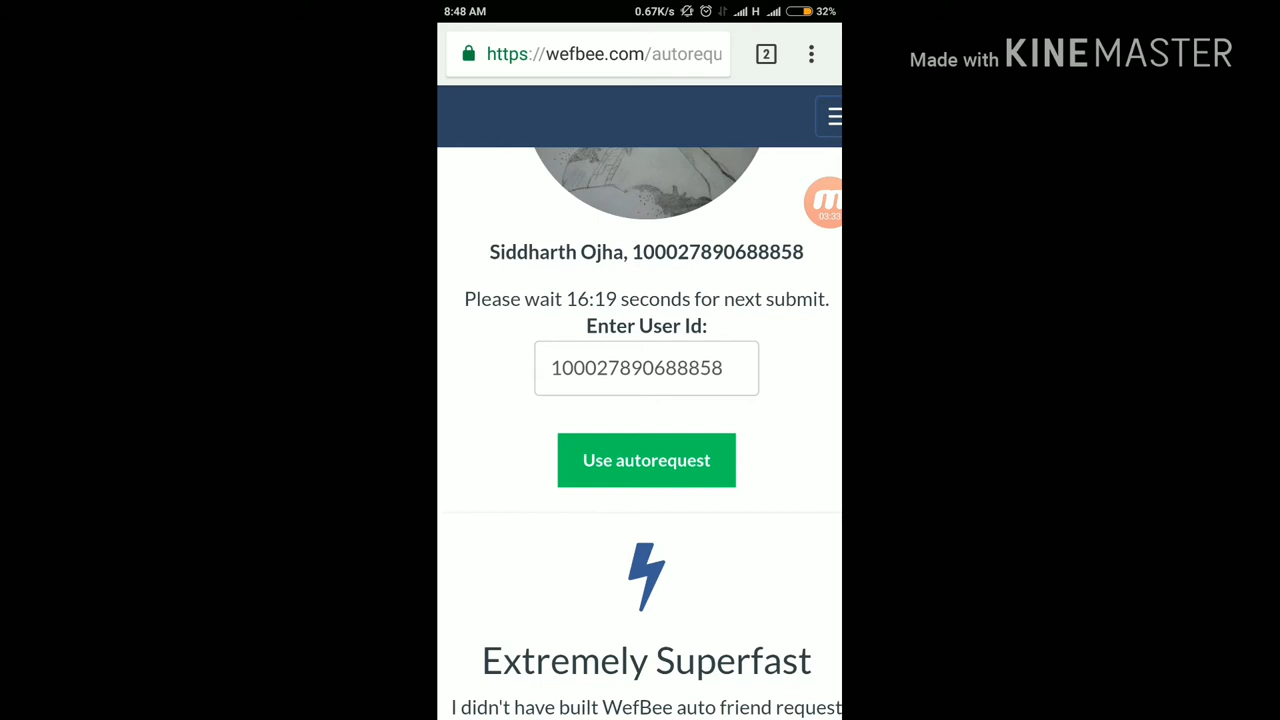 8:48 AM
0.67K/s
H
32%
Made with KINEMASTER
https://wefbee.com/autorequ
2
m
03:33
Siddharth Ojha, 100027890688858
Please wait 16:19 seconds for next submit.
Enter User Id:
100027890688858
Use autorequest
Extremely Superfast
I didn't have built WefBee auto friend request